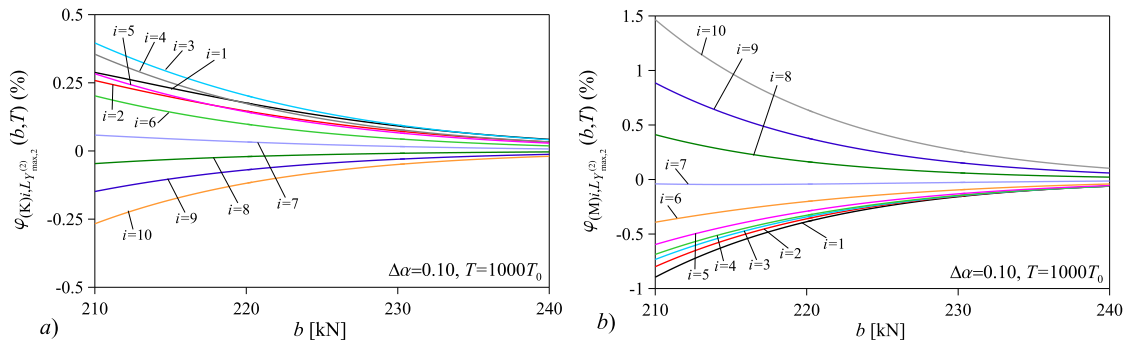 φ(K)i,L_{Y^{(2)}_{max,2}} (b,T) (%)
0.5
0.25
0
-0.25
-0.5
i=5
i=4
i=3
i=1
i=2
i=6
i=7
i=8
i=9
i=10
Δα=0.10, T=1000T₀
210
220
230
240
b [kN]
a)
φ(M)i,L_{Y^{(2)}_{max,2}} (b,T) (%)
1.5
1
0.5
0
-0.5
-1
i=10
i=9
i=8
i=7
i=6
i=5
i=4
i=3
i=2
i=1
Δα=0.10, T=1000T₀
210
220
230
240
b [kN]
b)